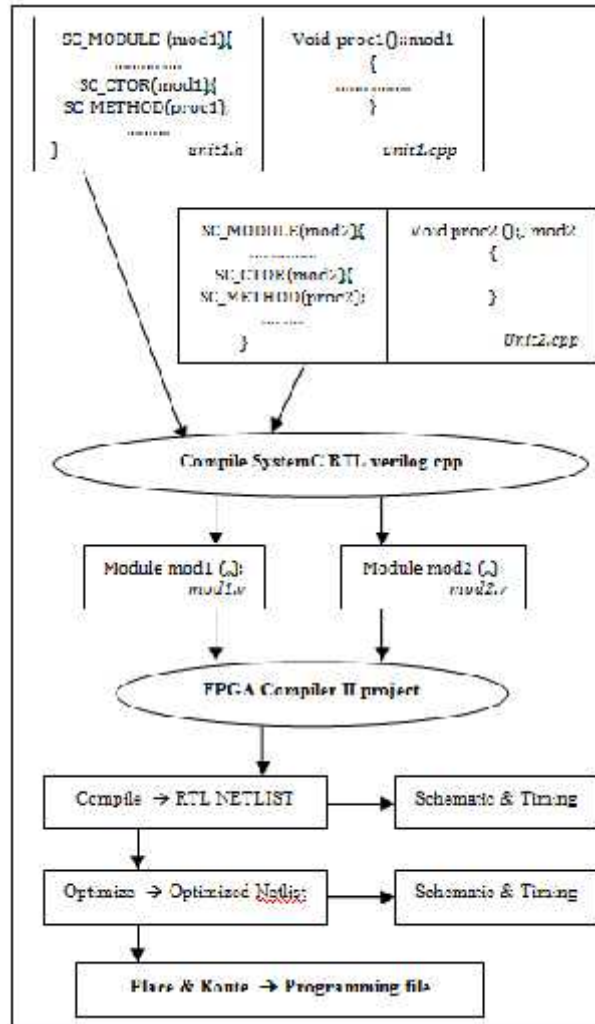 SC_MODULE (mod1){
..............
SC_CTOR(mod1){
SC_METHOD(proc1)
.........
}
unit1.h
Void proc1()::mod1
{
................
}
unit1.cpp
SC_MODULE(mod2){
..............
SC_CTOR(mod2){
SC_METHOD(proc2);
.........
}
Void proc2 ();, mod2
{
}
Unit2.cpp
Compile SystemC RTL verilog cpp
Module mod1 (,);
mod1.v
Module mod2 (,)
mod2.v
FPGA Compiler II project
Compile → RTL NETLIST
Schematic & Timing
Optimize → Optimized Netlist
Schematic & Timing
Place & Route → Programming file